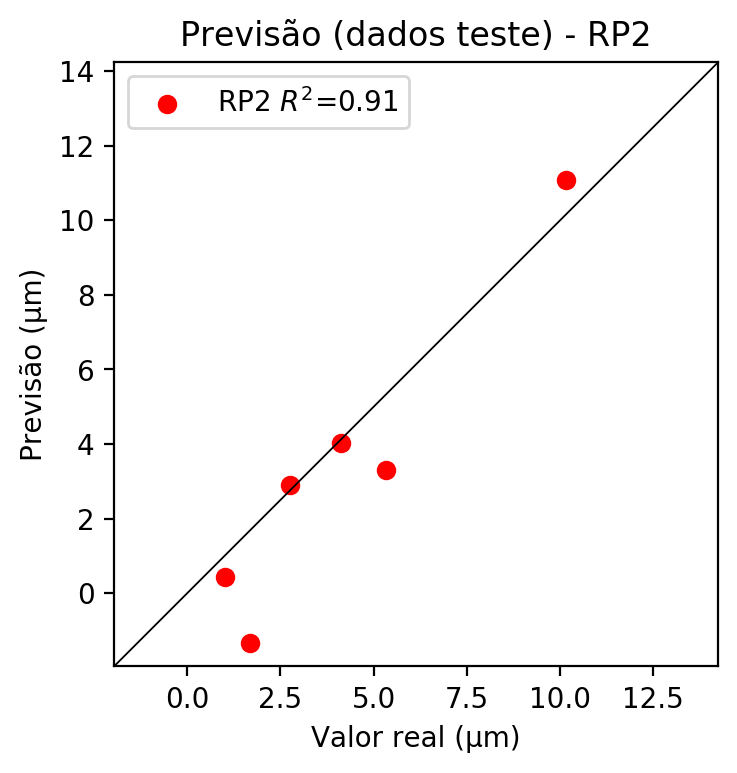 Previsão (dados teste) - RP2
RP2 R²=0.91
14
12
10
8
6
4
2
0
Previsão (µm)
0.0 2.5 5.0 7.5 10.0 12.5
Valor real (µm)